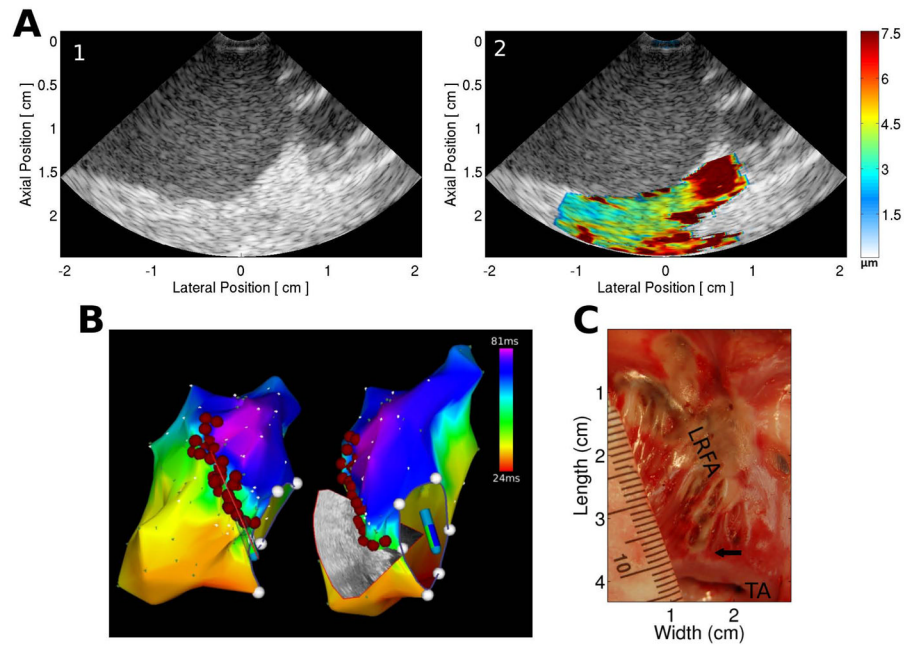 A
1
2
0
0.5
1
1.5
2
Axial Position [ cm ]
-2
-1
0
1
2
Lateral Position [ cm ]
0
0.5
1
1.5
2
Axial Position [ cm ]
-2
-1
0
1
2
Lateral Position [ cm ]
7.5
6
4.5
3
1.5
µm
B
81ms
24ms
C
1
2
3
4
Length (cm)
LRFA
10
TA
1
2
Width (cm)